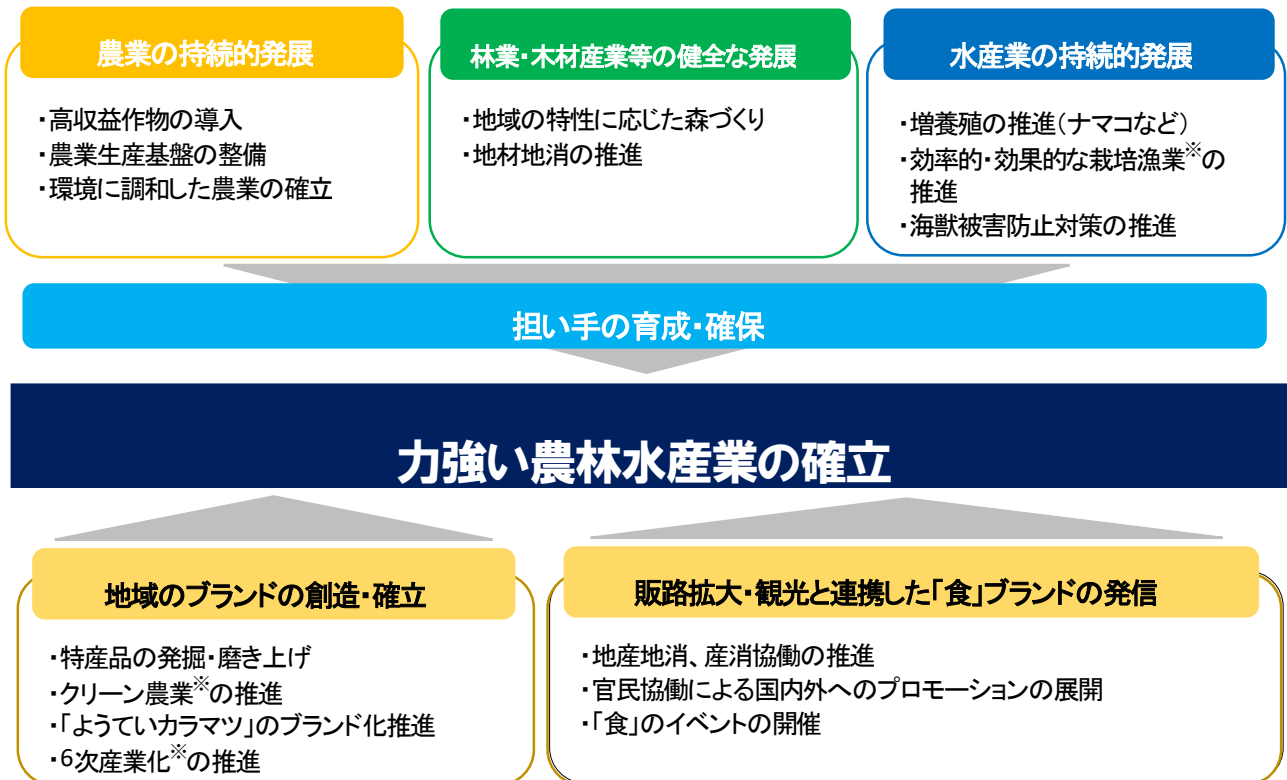 農業の持続的発展
・高収益作物の導入
・農業生産基盤の整備
・環境に調和した農業の確立
林業・木材産業等の健全な発展
・地域の特性に応じた森づくり
・地材地消の推進
水産業の持続的発展
・増養殖の推進（ナマコなど）
・効率的・効果的な栽培漁業※の
推進
・海獣被害防止対策の推進
担い手の育成・確保
力強い農林水産業の確立
地域のブランドの創造・確立
・特産品の発掘・磨き上げ
・クリーン農業※の推進
・「ようていカラマツ」のブランド化推進
・6次産業化※の推進
販路拡大・観光と連携した「食」ブランドの発信
・地産地消、産消協働の推進
・官民協働による国内外へのプロモーションの展開
・「食」のイベントの開催